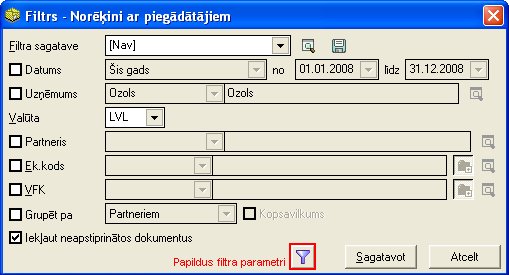 Filtrs - Norēķini ar piegādātājiem
Filtra sagatave [Nav]
Datums Šis gads no 01.01.2008 līdz 31.12.2008
Uzņēmums Ozols Ozols
Valūta LVL
Partneris
Ek.kods
VFK
Grupēt pa Partneriem Kopsavilkums
Iekļaut neapstiprinātos dokumentus
Papildus filtra parametri Sagatavot Atcelt